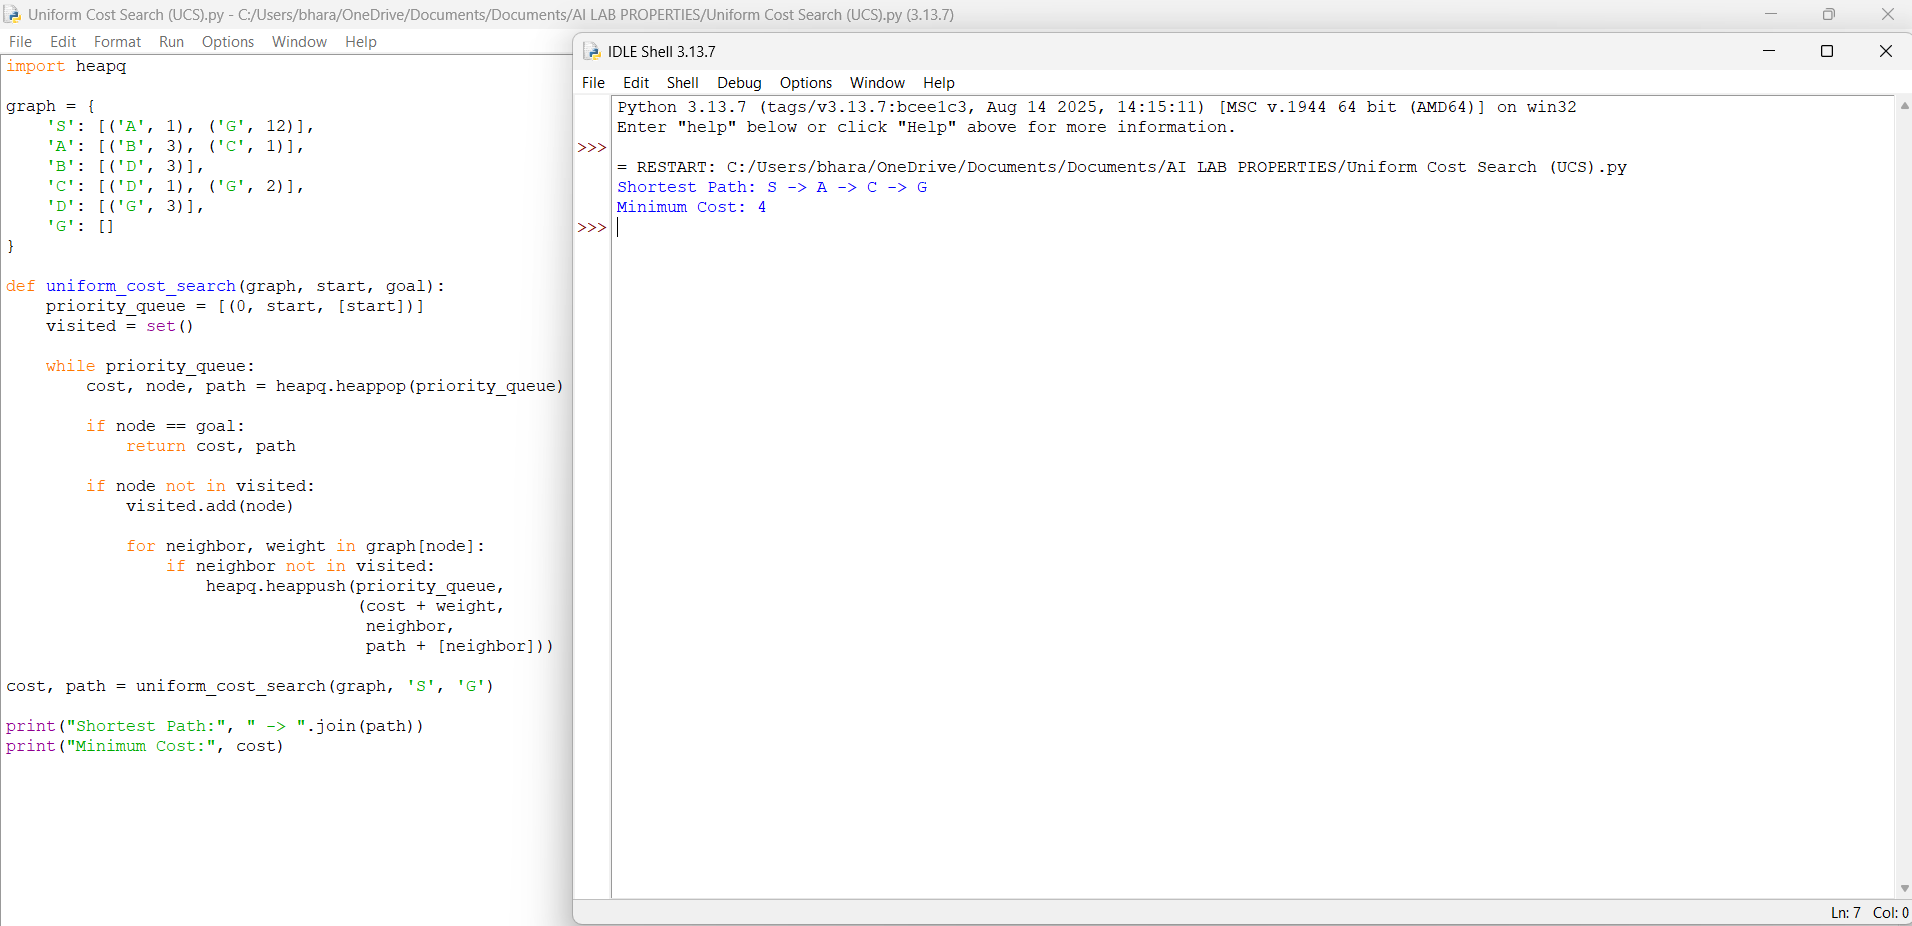 Uniform Cost Search (UCS).py - C:/Users/bhara/OneDrive/Documents/Documents/AI LAB PROPERTIES/Uniform Cost Search (UCS).py (3.13.7)
File Edit Format Run Options Window Help
import heapq

graph = {
    'S': [('A', 1), ('G', 12)],
    'A': [('B', 3), ('C', 1)],
    'B': [('D', 3)],
    'C': [('D', 1), ('G', 2)],
    'D': [('G', 3)],
    'G': []
}

def uniform_cost_search(graph, start, goal):
    priority_queue = [(0, start, [start])]
    visited = set()

    while priority_queue:
        cost, node, path = heapq.heappop(priority_queue)

        if node == goal:
            return cost, path

        if node not in visited:
            visited.add(node)

            for neighbor, weight in graph[node]:
                if neighbor not in visited:
                    heapq.heappush(priority_queue,
                                   (cost + weight,
                                    neighbor,
                                    path + [neighbor]))

cost, path = uniform_cost_search(graph, 'S', 'G')

print("Shortest Path:", " -> ".join(path))
print("Minimum Cost:", cost)
IDLE Shell 3.13.7
File Edit Shell Debug Options Window Help
Python 3.13.7 (tags/v3.13.7:bcee1c3, Aug 14 2025, 14:15:11) [MSC v.1944 64 bit (AMD64)] on win32
Enter "help" below or click "Help" above for more information.
>>>
= RESTART: C:/Users/bhara/OneDrive/Documents/Documents/AI LAB PROPERTIES/Uniform Cost Search (UCS).py
Shortest Path: S -> A -> C -> G
Minimum Cost: 4
>>>
Ln: 7 Col: 0